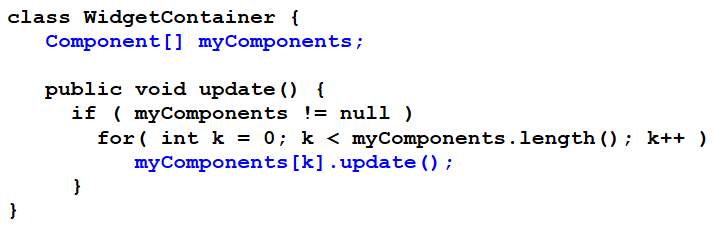 class WidgetContainer {
Component[] myComponents;
public void update() {
if ( myComponents != null )
for( int k = 0; k < myComponents.length(); k++ )
myComponents[k].update();
}
}